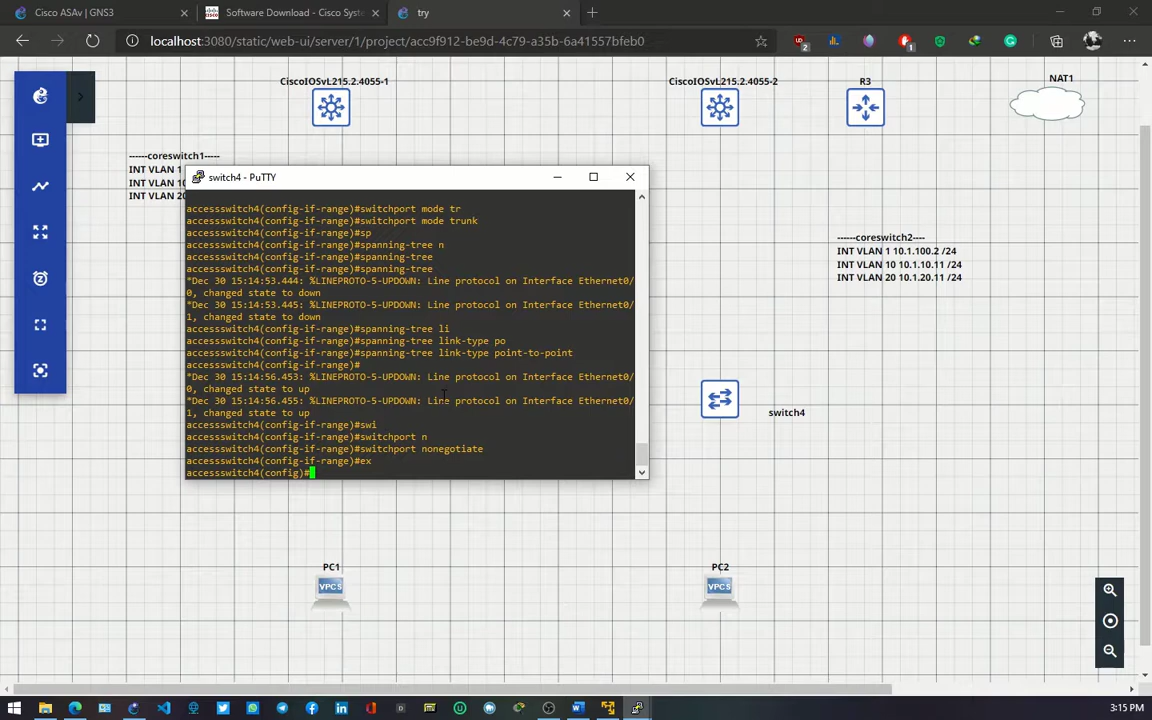 Cisco ASAv | GNS3
Software Download - Cisco Syste
try
localhost:3080/static/web-ui/server/1/project/acc9f912-be9d-4c79-a35b-6a41557bfeb0
2
1
CiscoIOSvL215.2.4055-1
CiscoIOSvL215.2.4055-2
R3
NAT1
------coreswitch1-----
INT VLAN 1
INT VLAN 10
INT VLAN 20
switch4 - PuTTY
accessswitch4(config-if-range)#switchport mode tr
accessswitch4(config-if-range)#switchport mode trunk
accessswitch4(config-if-range)#sp
accessswitch4(config-if-range)#spanning-tree n
accessswitch4(config-if-range)#spanning-tree
accessswitch4(config-if-range)#spanning-tree
*Dec 30 15:14:53.444: %LINEPROTO-5-UPDOWN: Line protocol on Interface Ethernet0/
0, changed state to down
*Dec 30 15:14:53.445: %LINEPROTO-5-UPDOWN: Line protocol on Interface Ethernet0/
1, changed state to down
accessswitch4(config-if-range)#spanning-tree li
accessswitch4(config-if-range)#spanning-tree link-type po
accessswitch4(config-if-range)#spanning-tree link-type point-to-point
accessswitch4(config-if-range)#
*Dec 30 15:14:56.453: %LINEPROTO-5-UPDOWN: Line protocol on Interface Ethernet0/
0, changed state to up
*Dec 30 15:14:56.455: %LINEPROTO-5-UPDOWN: Line protocol on Interface Ethernet0/
1, changed state to up
accessswitch4(config-if-range)#swi
accessswitch4(config-if-range)#switchport n
accessswitch4(config-if-range)#switchport nonegotiate
accessswitch4(config-if-range)#ex
accessswitch4(config)#
------coreswitch2----
INT VLAN 1 10.1.100.2 /24
INT VLAN 10 10.1.10.11 /24
INT VLAN 20 10.1.20.11 /24
switch4
PC1
VPCS
PC2
VPCS
3:15 PM